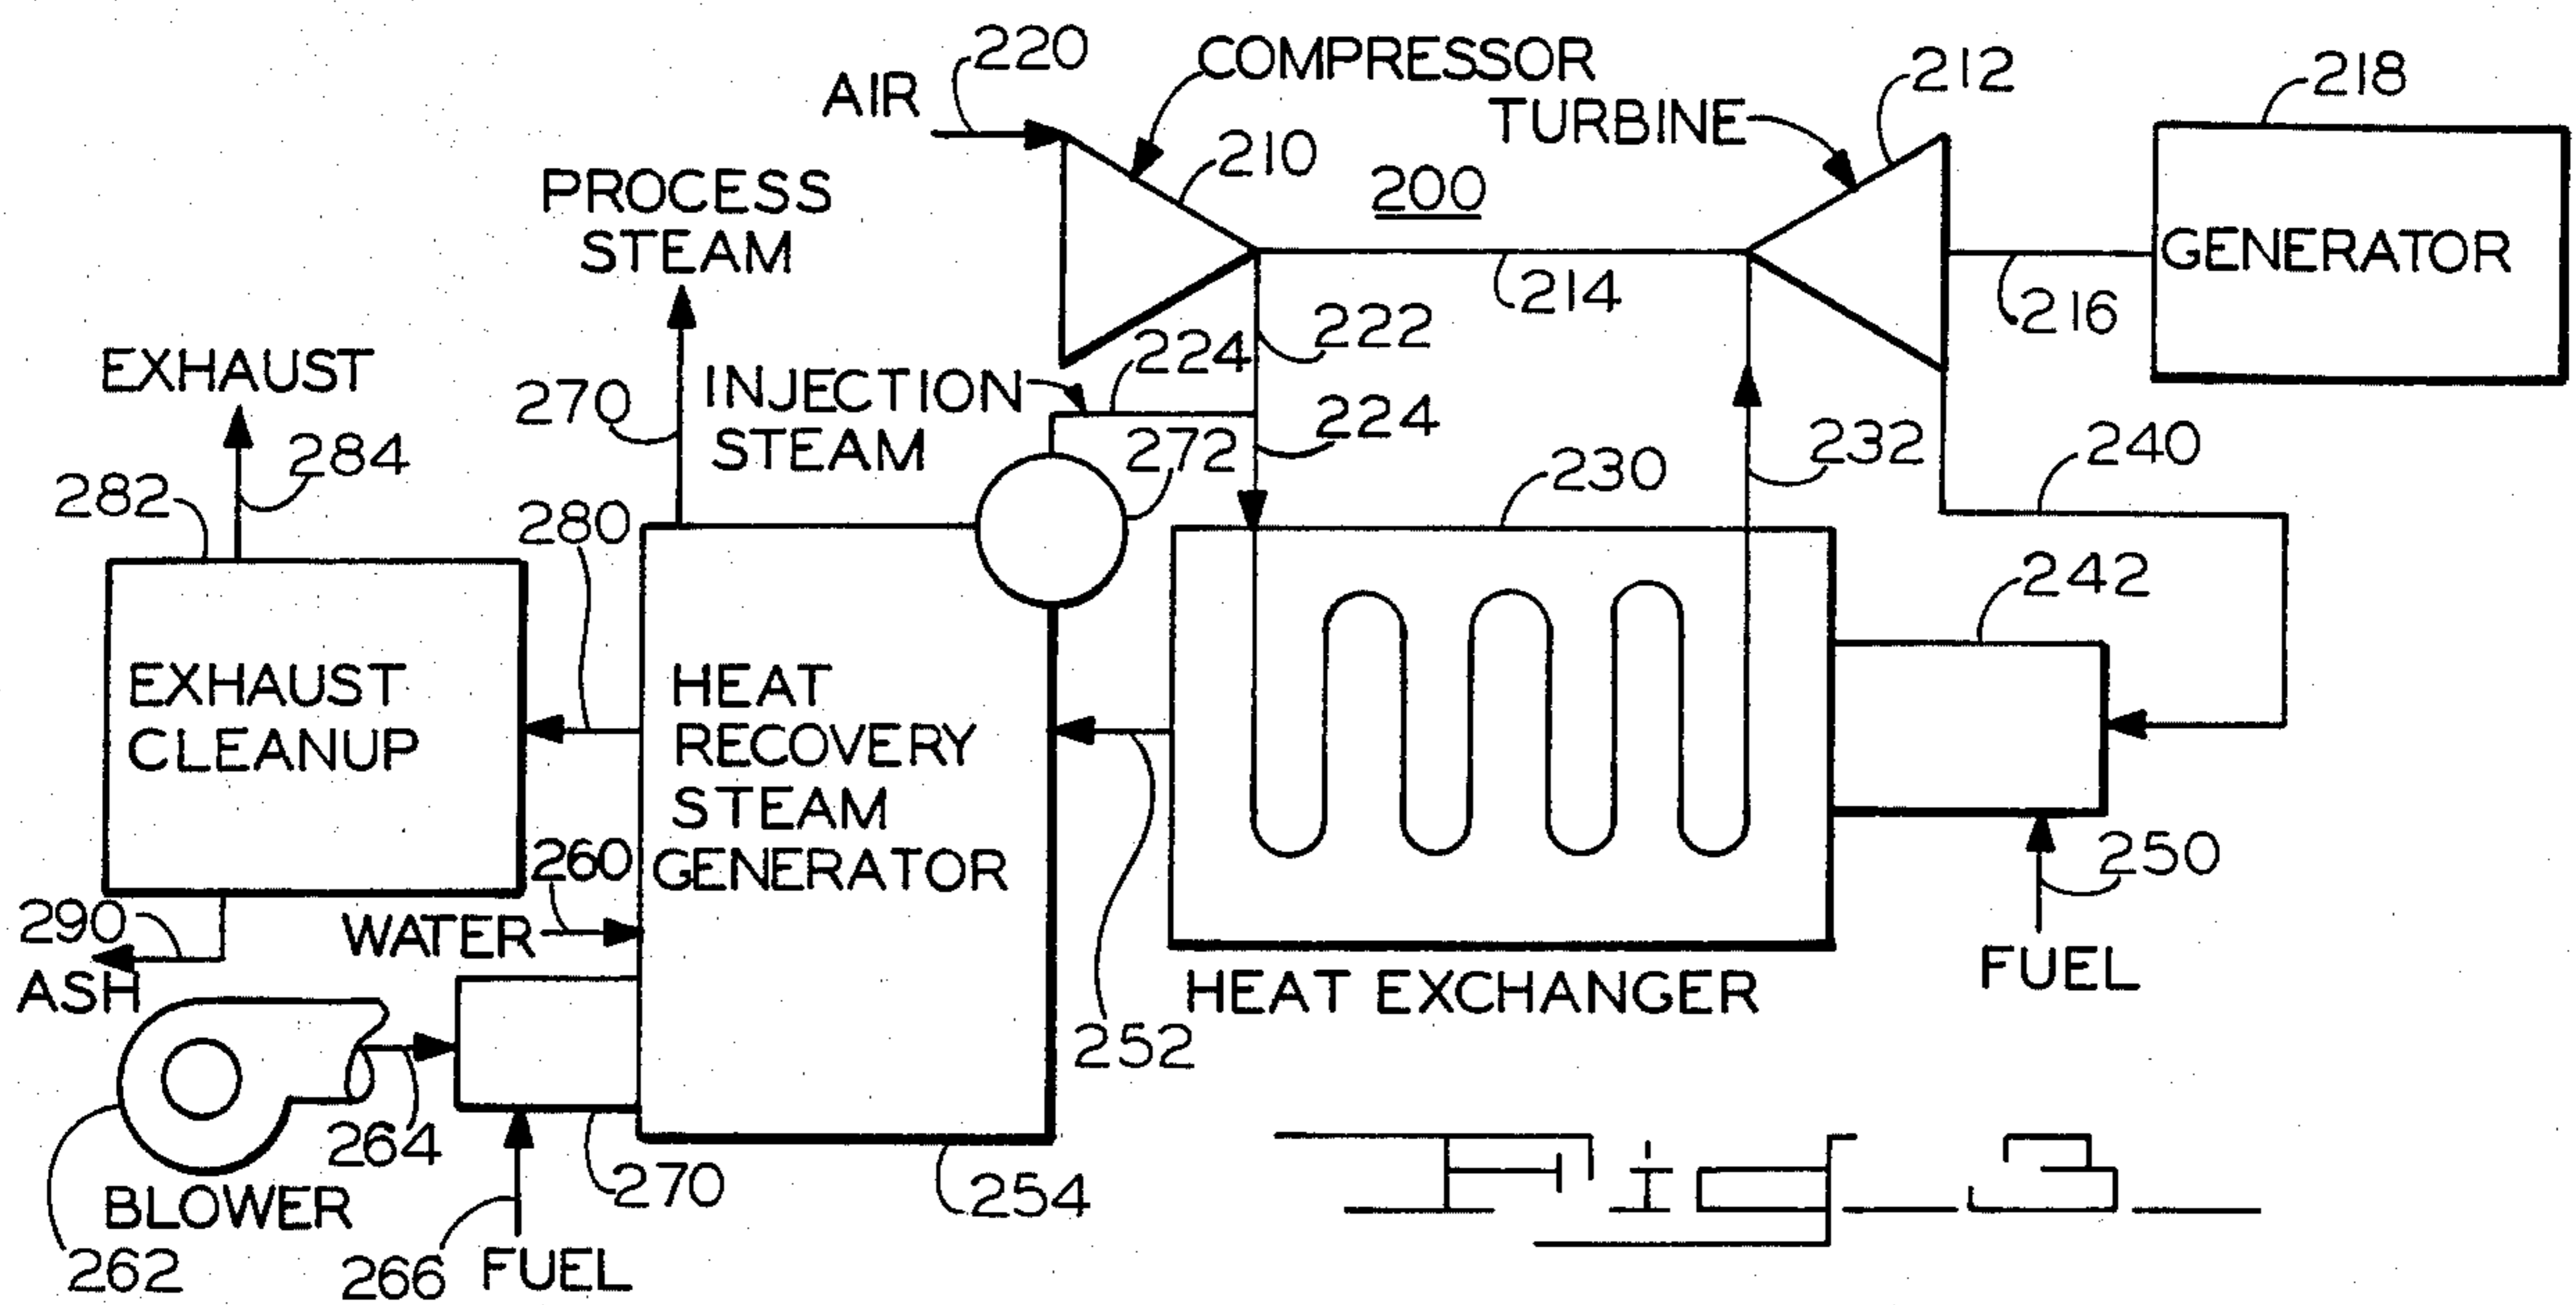 220
COMPRESSOR
AIR
TURBINE
212
218
210
PROCESS
STEAM
200
GENERATOR
214
216
222
224
EXHAUST
270
INJECTION
STEAM
224
272
232
240
284
282
280
230
242
EXHAUST
CLEANUP
HEAT
RECOVERY
STEAM
GENERATOR
260
250
290
WATER
ASH
HEAT EXCHANGER
FUEL
252
264
270
254
BLOWER
262
266
FUEL
Fig_3_